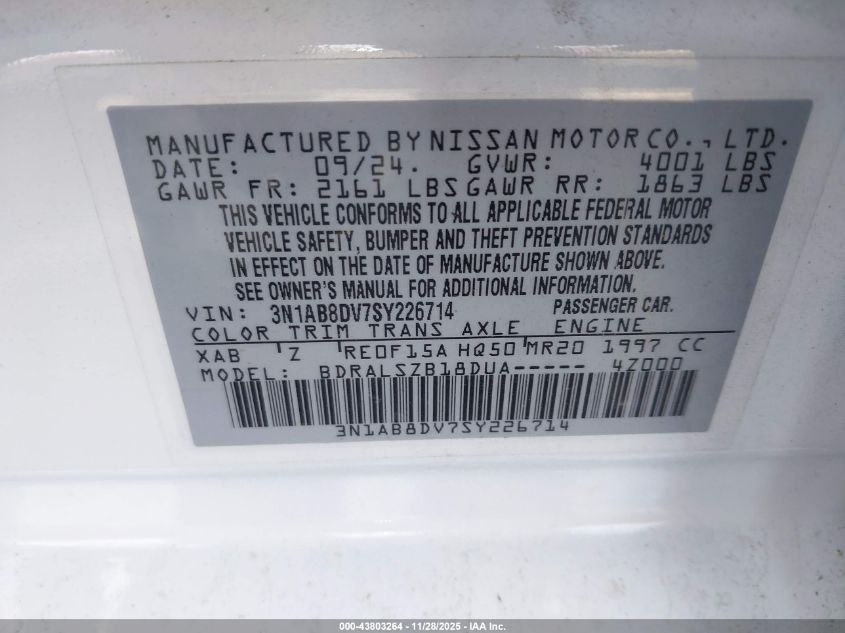 MANUFACTURED BY NISSAN MOTOR CO., LTD.
DATE: 09/24. GVWR: 4001 LBS
GAWR FR: 2161 LBS GAWR RR: 1863 LBS
THIS VEHICLE CONFORMS TO ALL APPLICABLE FEDERAL MOTOR
VEHICLE SAFETY, BUMPER AND THEFT PREVENTION STANDARDS
IN EFFECT ON THE DATE OF MANUFACTURE SHOWN ABOVE.
SEE OWNER'S MANUAL FOR ADDITIONAL INFORMATION.
VIN: 3N1AB8DV7SY226714 PASSENGER CAR.
COLOR TRIM TRANS AXLE ENGINE
XAB Z RE0F15A HQ50 MR20 1997 CC
MODEL: BDRALSZB18DUA----- 4Z000
3N1AB8DV7SY226714
000-43803264 - 11/28/2025 - IAA Inc.